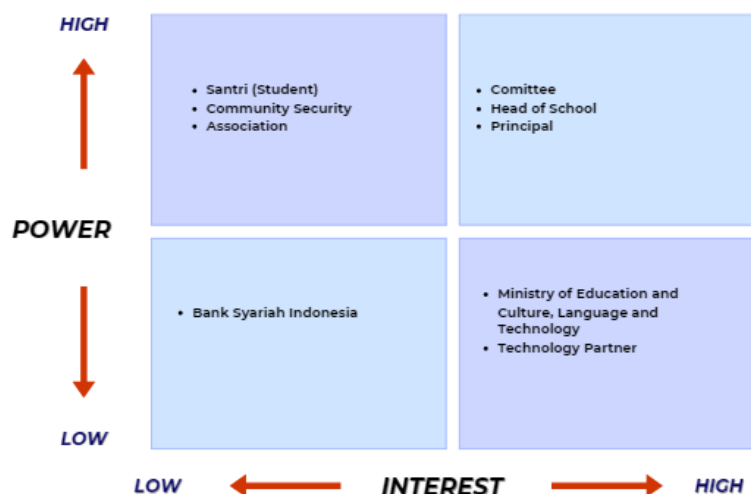 HIGH
• Santri (Student)
• Community Security
• Association
• Comittee
• Head of School
• Principal
POWER
• Bank Syariah Indonesia
• Ministry of Education and
Culture, Language and
Technology
• Technology Partner
LOW
LOW
INTEREST
HIGH